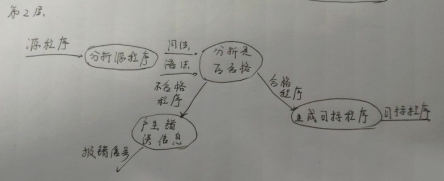 第2层
源程序
分析源程序
词法
语法
分析是
否合格
不合格
程序
合格
程序
产生错
误信息
报错信号
生成目标程序
目标程序